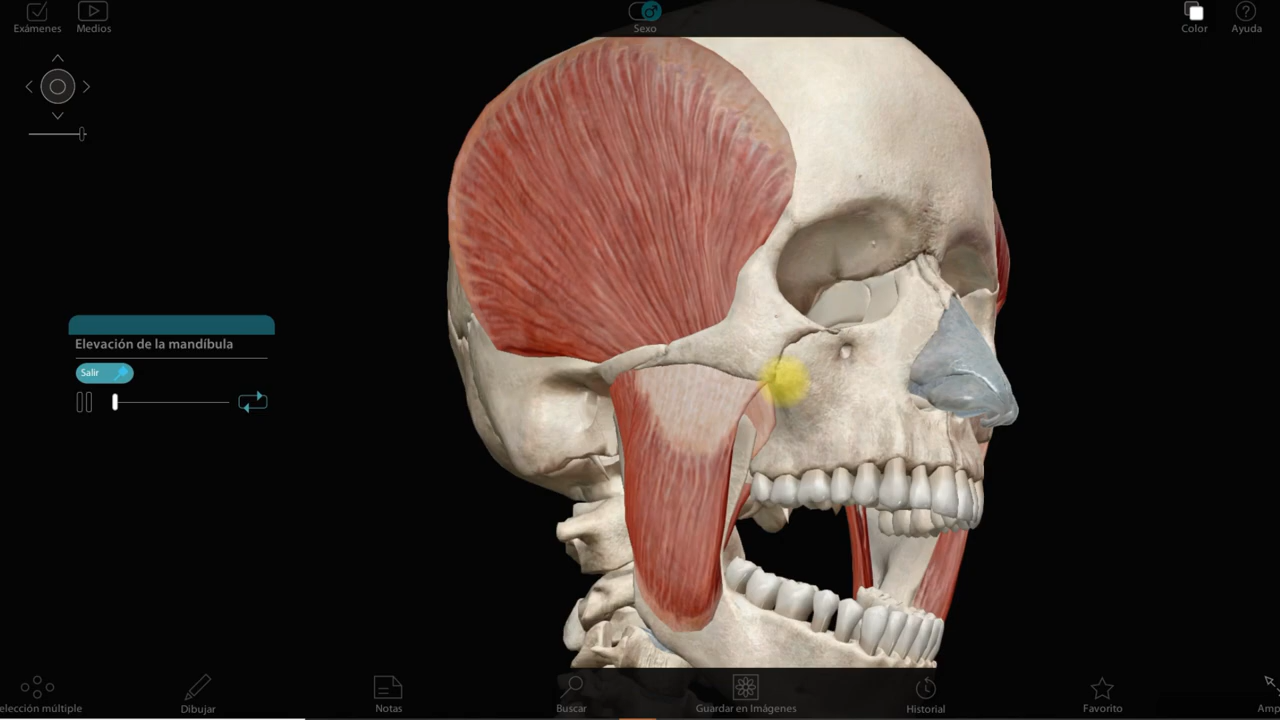 Exámenes
Medios
Sexo
Color
Ayuda
Elevación de la mandíbula
Salir
elección múltiple
Dibujar
Notas
Buscar
Guardar en Imágenes
Historial
Favorito
Amp